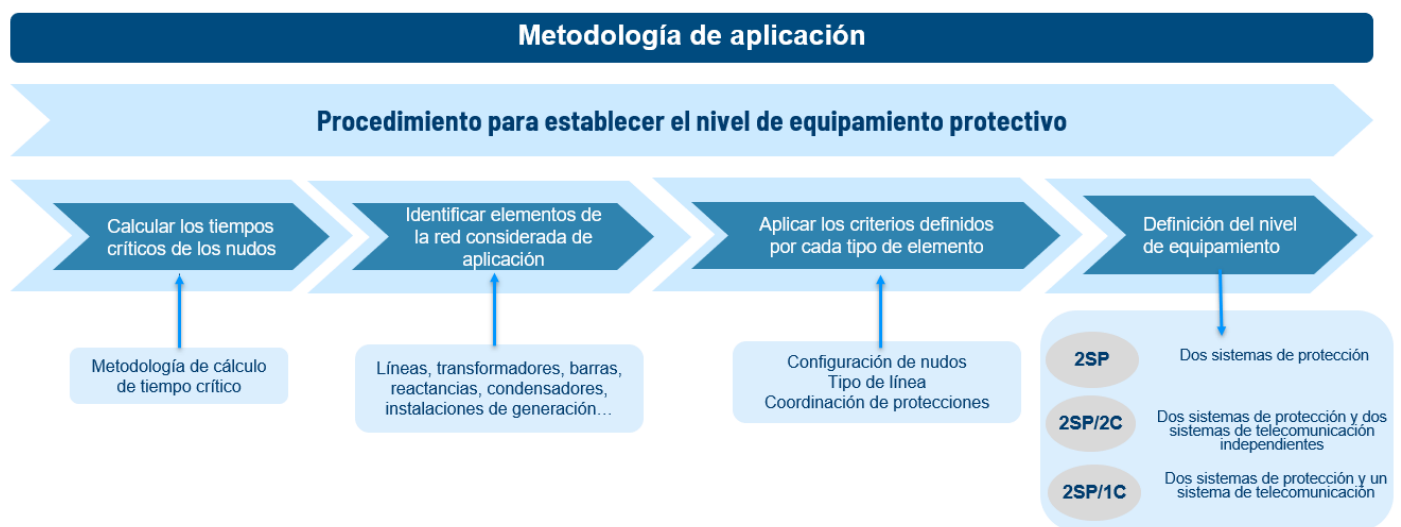 Metodología de aplicación
Procedimiento para establecer el nivel de equipamiento protectivo
Calcular los tiempos
críticos de los nudos
Identificar elementos de
la red considerada de
aplicación
Aplicar los criterios definidos
por cada tipo de elemento
Definición del nivel
de equipamiento
Metodología de cálculo
de tiempo crítico
Líneas, transformadores, barras,
reactancias, condensadores,
instalaciones de generación…
Configuración de nudos
Tipo de línea
Coordinación de protecciones
2SP
Dos sistemas de protección
2SP/2C
Dos sistemas de protección y dos
sistemas de telecomunicación
independientes
2SP/1C
Dos sistemas de protección y un
sistema de telecomunicación